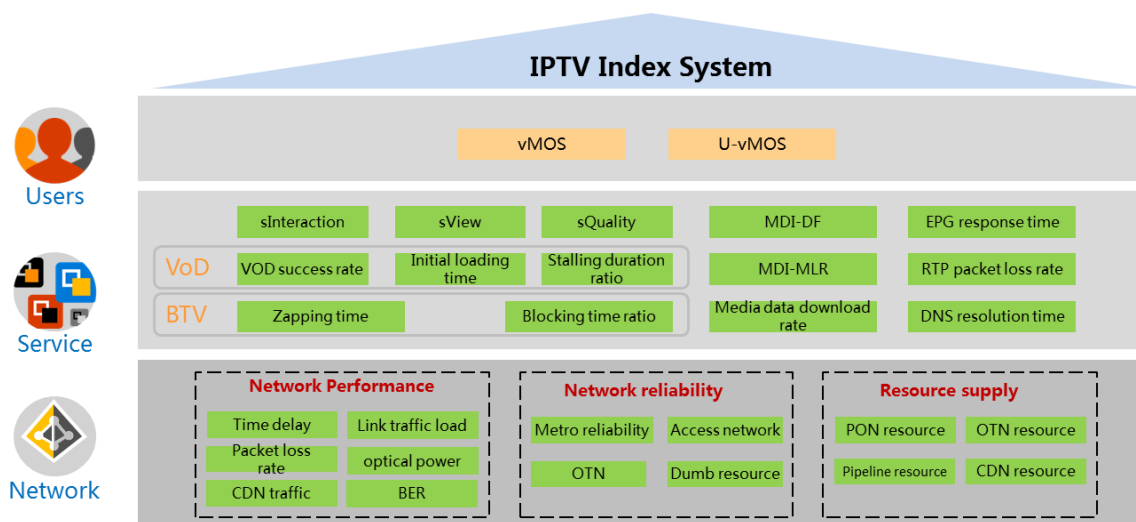 IPTV Index System
vMOS
U-vMOS
Users
sInteraction
sView
sQuality
MDI-DF
EPG response time
VoD
VOD success rate
Initial loading
time
Stalling duration
ratio
MDI-MLR
RTP packet loss rate
BTV
Zapping time
Blocking time ratio
Media data download
rate
DNS resolution time
Service
Network Performance
Time delay
Link traffic load
Packet loss
rate
optical power
CDN traffic
BER
Network reliability
Metro reliability
Access network
OTN
Dumb resource
Resource supply
PON resource
OTN resource
Pipeline resource
CDN resource
Network